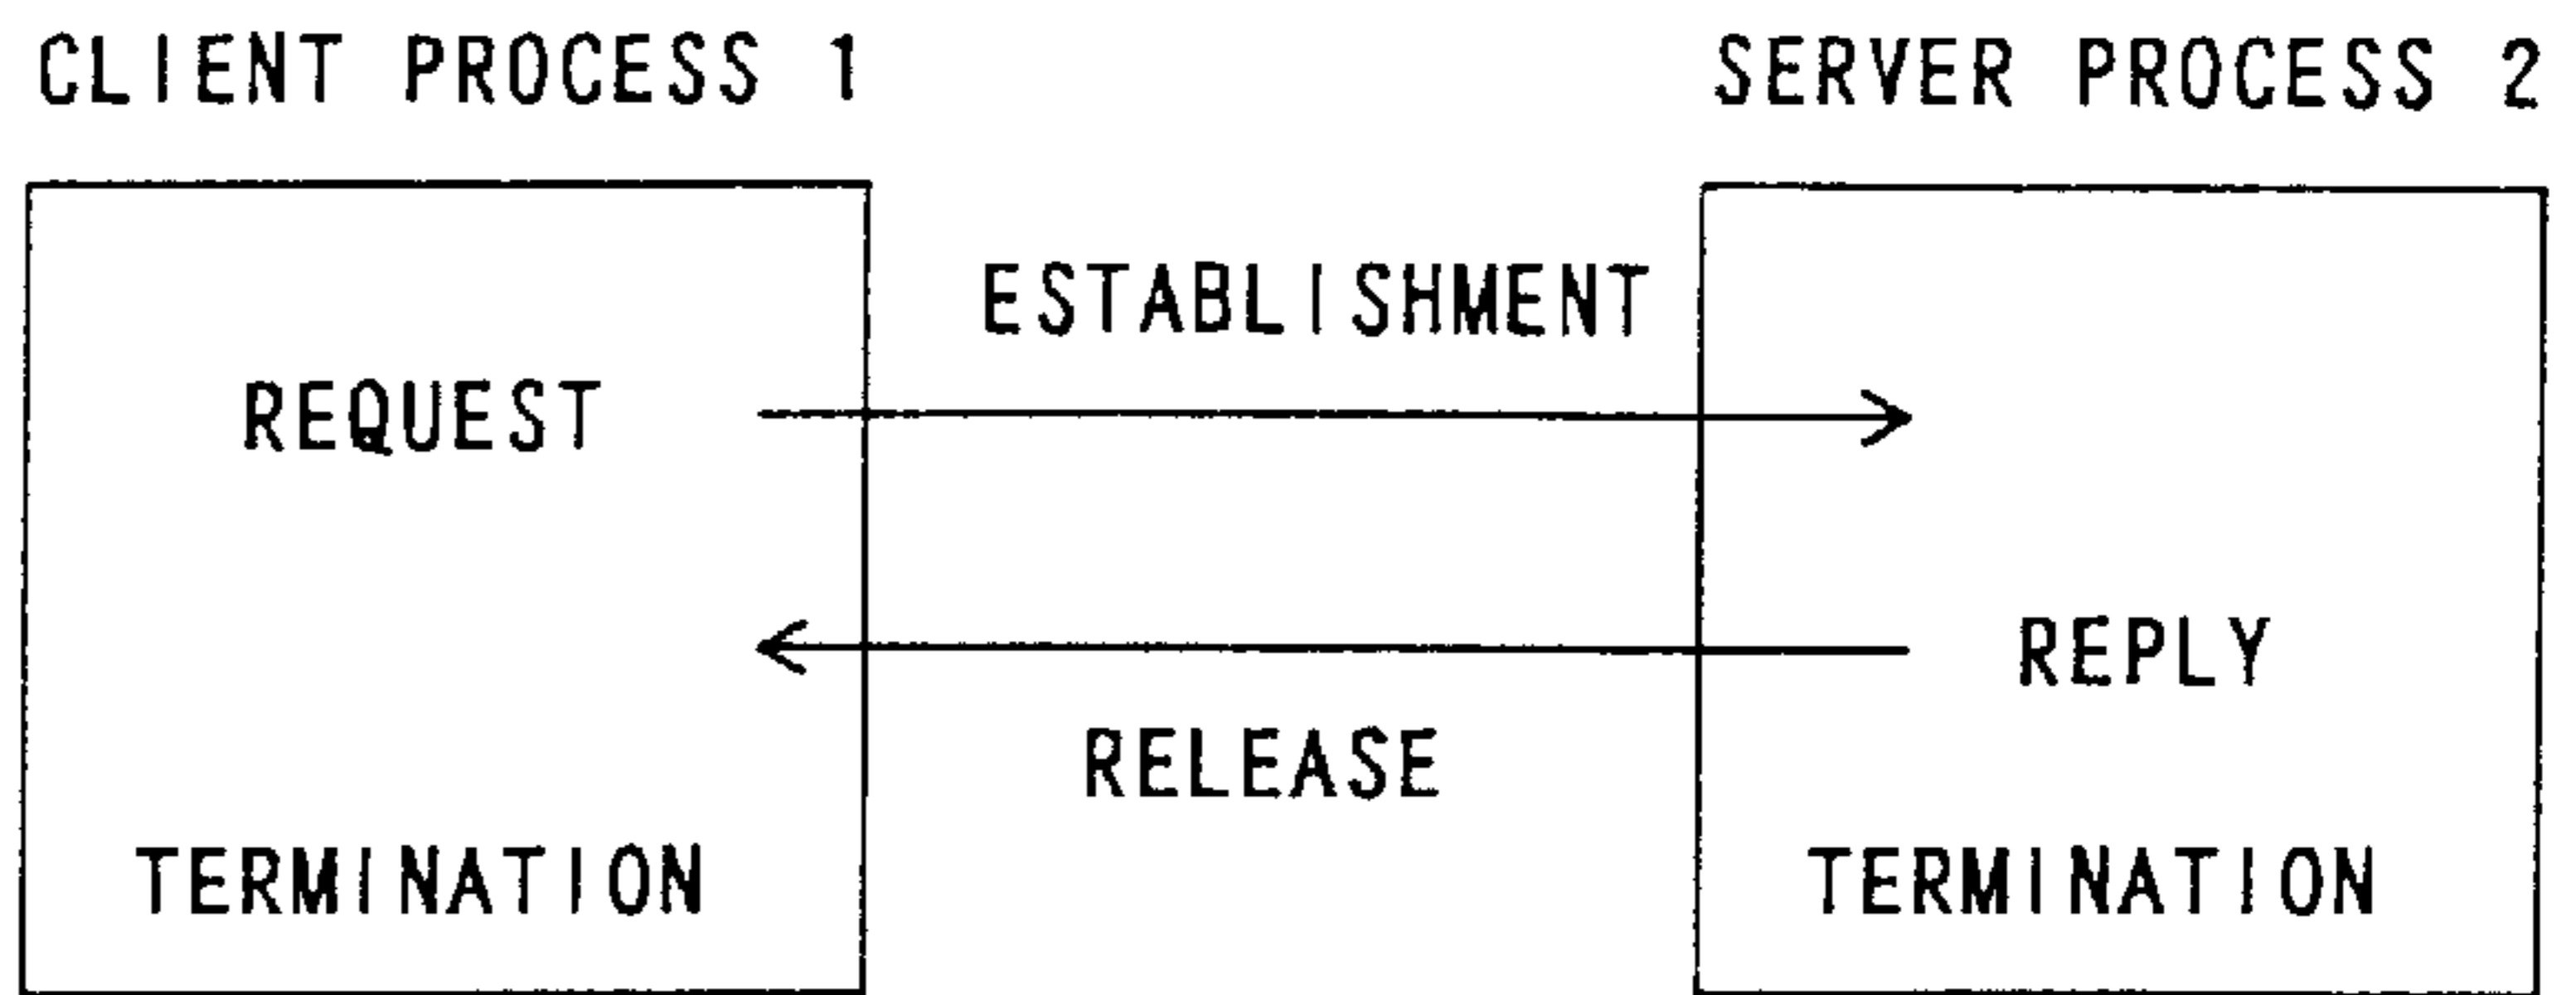 CLIENT PROCESS 1
SERVER PROCESS 2
ESTABLISHMENT
REQUEST
REPLY
RELEASE
TERMINATION
TERMINATION